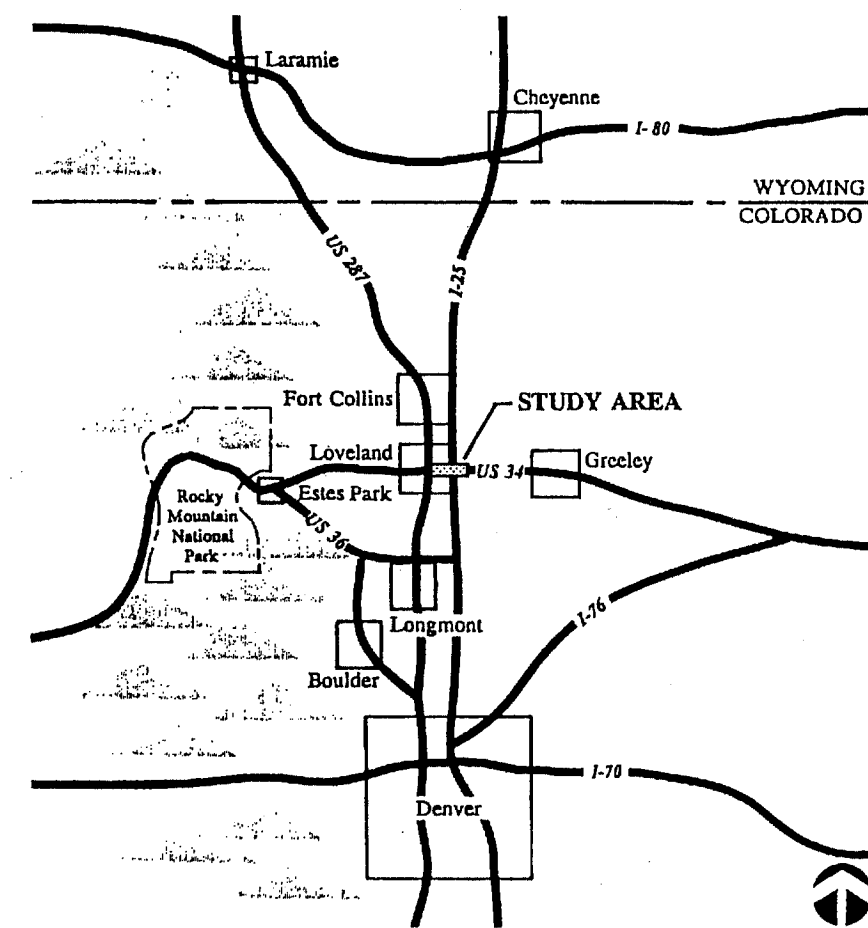 Laramie
Cheyenne
I-80
WYOMING
COLORADO
US 287
I-25
Fort Collins
STUDY AREA
Loveland
US 34
Greeley
Estes Park
Rocky
Mountain
National
Park
US 36
I-76
Longmont
Boulder
I-70
Denver